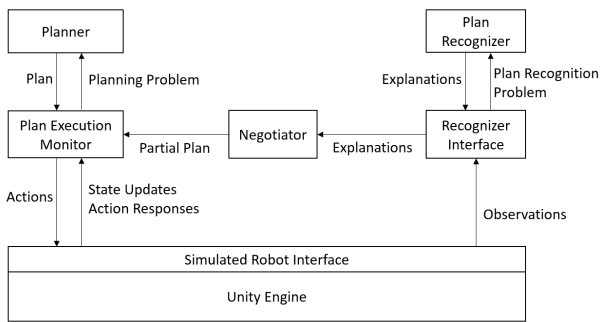 Planner
Plan
Recognizer
Plan
Planning Problem
Explanations
Plan Recognition
Problem
Plan Execution
Monitor
Partial Plan
Negotiator
Explanations
Recognizer
Interface
Actions
State Updates
Action Responses
Observations
Simulated Robot Interface
Unity Engine